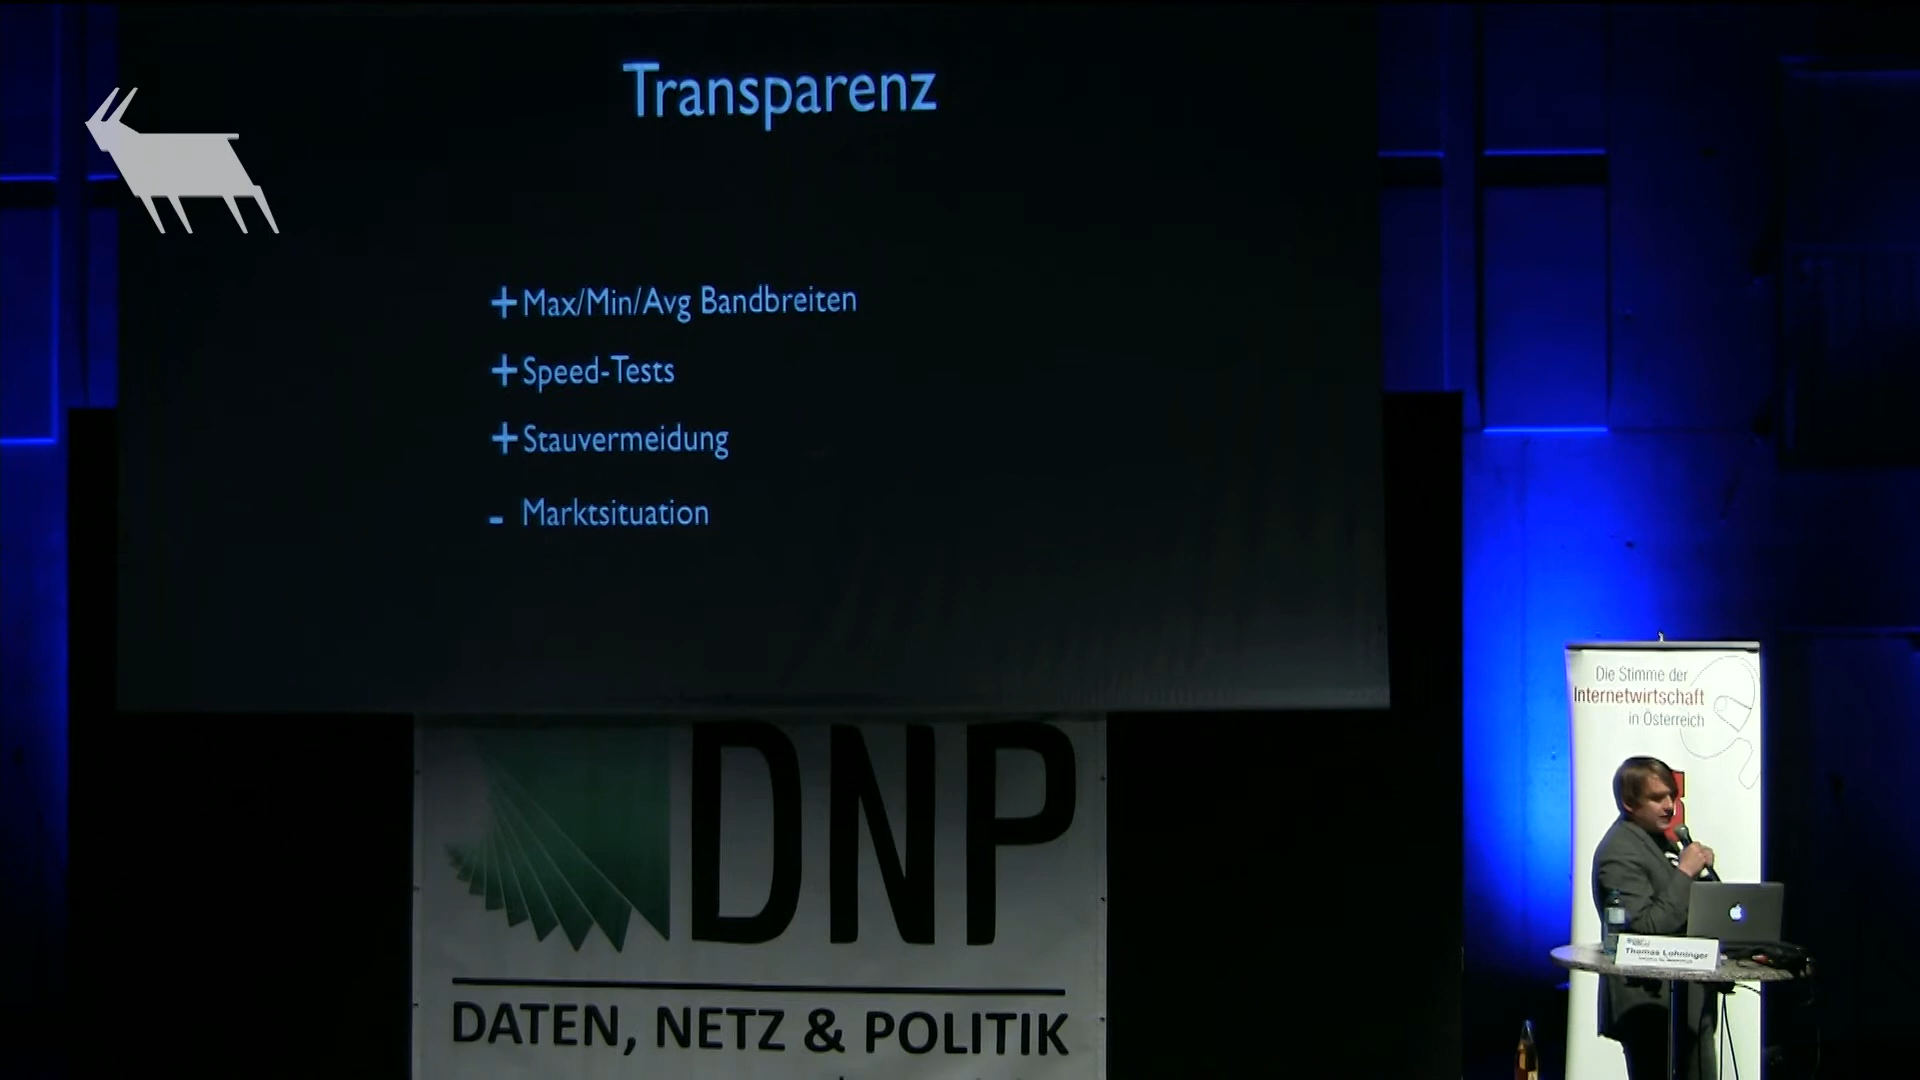 Transparenz
+ Max/Min/Avg Bandbreiten
+ Speed-Tests
+ Stauvermeidung
- Marktsituation
Die Stimme der
Internetwirtschaft
in Österreich
Thomas Lohninger
DNP
DATEN, NETZ & POLITIK